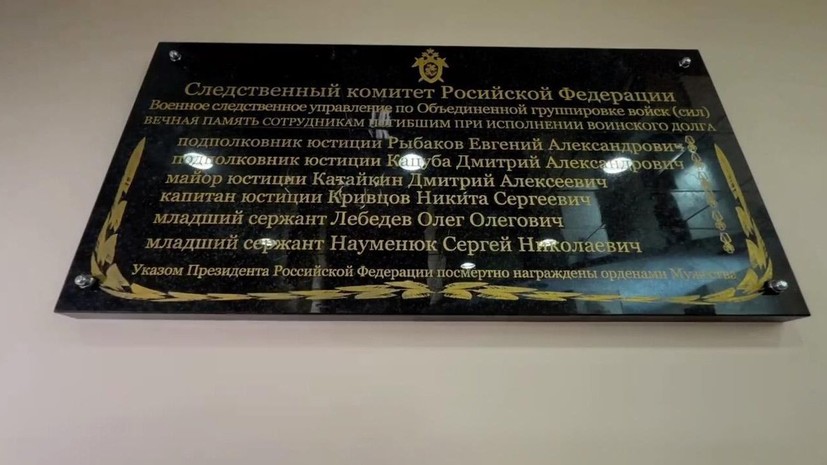 Следственный комитет Росийской Федерации
Военное следственное управление по Объединенной группировке войск (сил)
ВЕЧНАЯ ПАМЯТЬ СОТРУДНИКАМ ПОГИБШИМ ПРИ ИСПОЛНЕНИИ ВОИНСКОГО ДОЛГА
подполковник юстиции Рыбаков Евгений Александрович
подполковник юстиции Кацуба Дмитрий Александрович
майор юстиции Катайкин Дмитрий Алексеевич
капитан юстиции Кривцов Никита Сергеевич
младший сержант Лебедев Олег Олегович
младший сержант Науменюк Сергей Николаевич
Указом Президента Российской Федерации посмертно награждены орденами Мужества